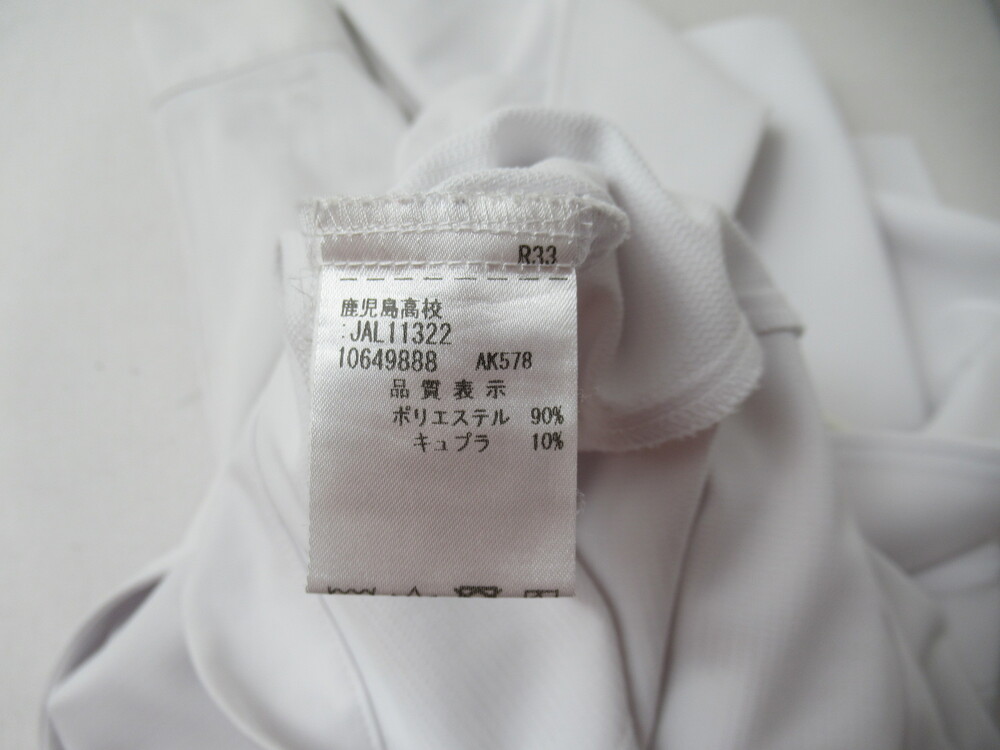 R33
鹿児島高校
:JAL11322
10649888 AK578
品質表示
ポリエステル 90%
キュプラ 10%